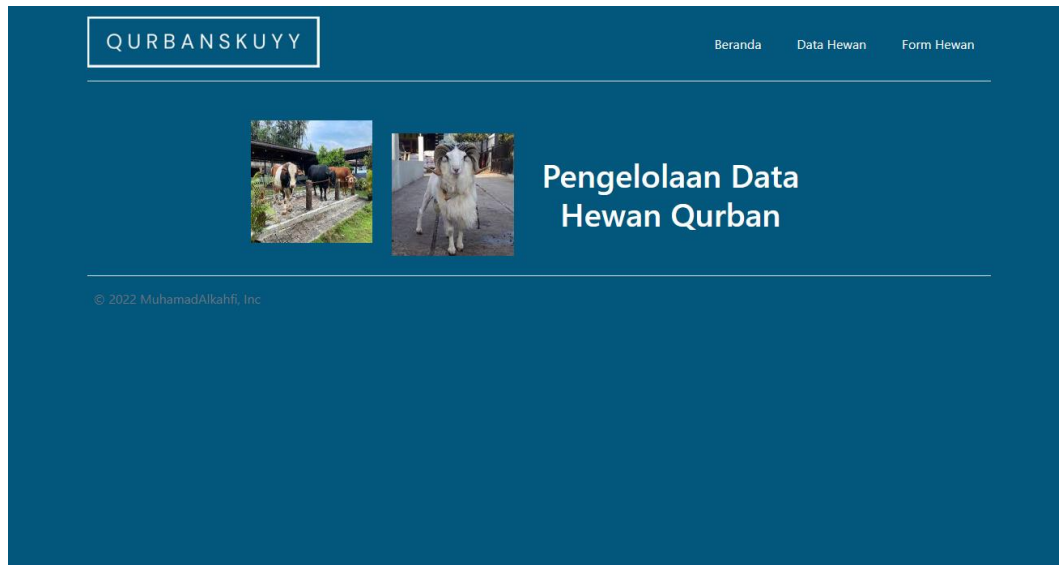 QURBANSKUYY
Beranda Data Hewan Form Hewan
Pengelolaan Data
Hewan Qurban
© 2022 MuhamadAlkahfi, Inc